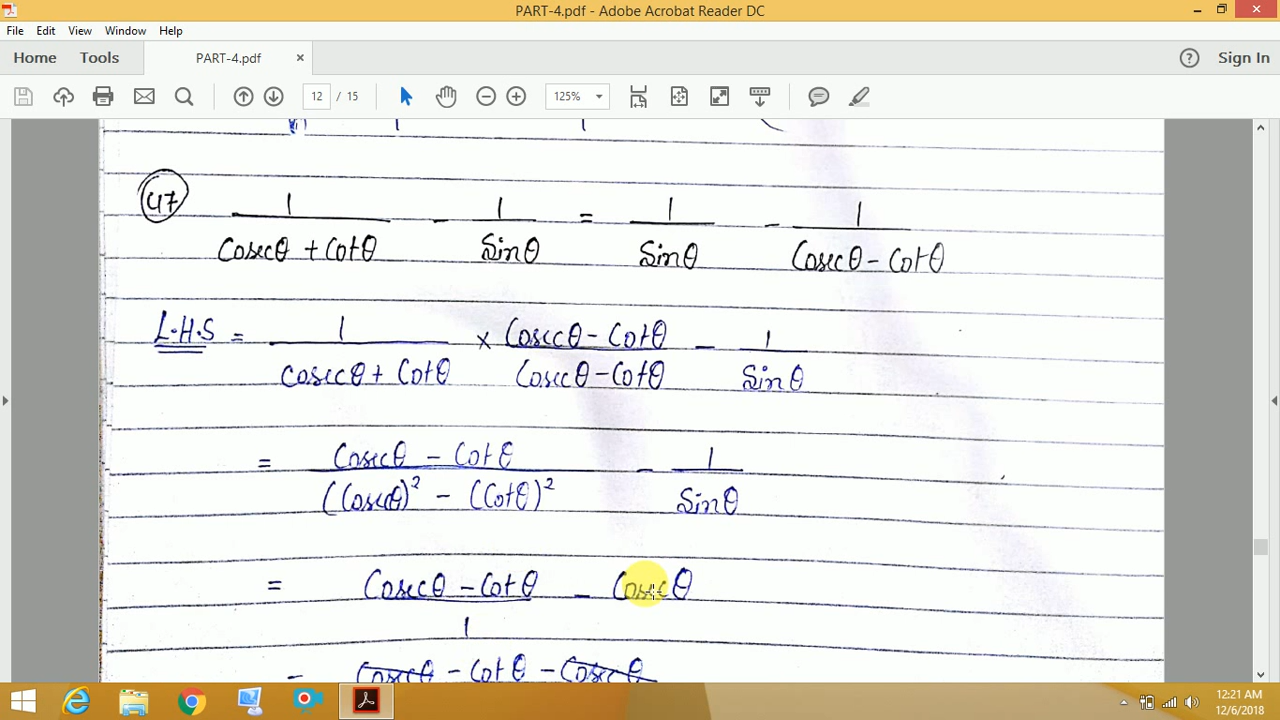 PART-4.pdf - Adobe Acrobat Reader DC
File Edit View Window Help
Home Tools PART-4.pdf × ? Sign In
12 / 15 125%
47 1/(Cosecθ + Cotθ) - 1/Sinθ = 1/Sinθ - 1/(Cosecθ - Cotθ)
L.H.S = 1/(Cosecθ + Cotθ) × (Cosecθ - Cotθ)/(Cosecθ - Cotθ) - 1/Sinθ
= (Cosecθ - Cotθ)/((Cosecθ)² - (Cotθ)²) - 1/Sinθ
= (Cosecθ - Cotθ)/1 - Cosecθ
= Cosecθ - Cotθ - Cosecθ
12:21 AM
12/6/2018